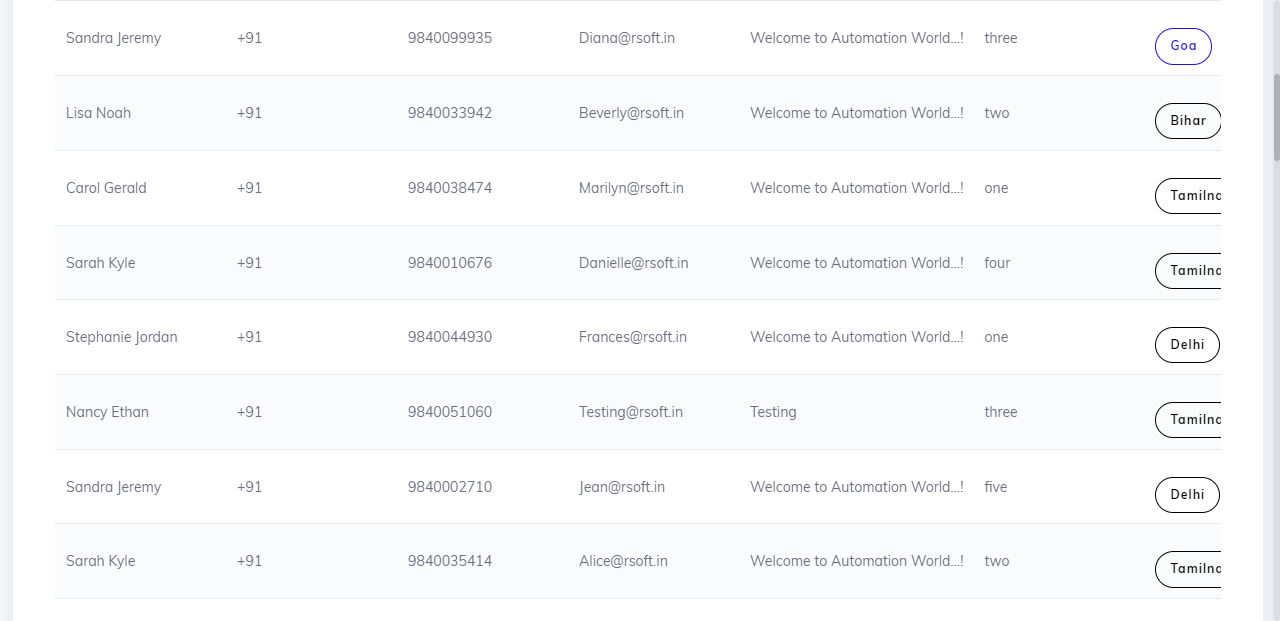 Sandra Jeremy +91 9840099935 Diana@rsoft.in Welcome to Automation World...! three Goa
Lisa Noah +91 9840033942 Beverly@rsoft.in Welcome to Automation World...! two Bihar
Carol Gerald +91 9840038474 Marilyn@rsoft.in Welcome to Automation World...! one Tamilna
Sarah Kyle +91 9840010676 Danielle@rsoft.in Welcome to Automation World...! four Tamilna
Stephanie Jordan +91 9840044930 Frances@rsoft.in Welcome to Automation World...! one Delhi
Nancy Ethan +91 9840051060 Testing@rsoft.in Testing three Tamilna
Sandra Jeremy +91 9840002710 Jean@rsoft.in Welcome to Automation World...! five Delhi
Sarah Kyle +91 9840035414 Alice@rsoft.in Welcome to Automation World...! two Tamilna